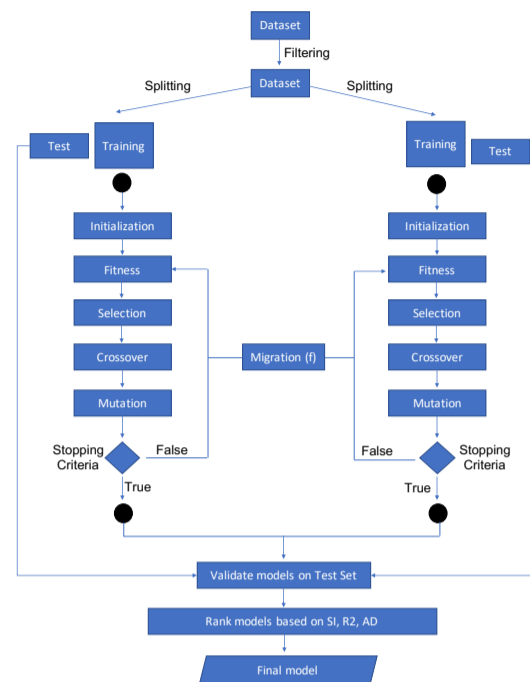 Dataset
Filtering
Dataset
Splitting
Splitting
Test
Training
Training
Test
Initialization
Initialization
Fitness
Fitness
Selection
Selection
Crossover
Migration (f)
Crossover
Mutation
Mutation
Stopping
Criteria
False
False
Stopping
Criteria
True
True
Validate models on Test Set
Rank models based on SI, R2, AD
Final model